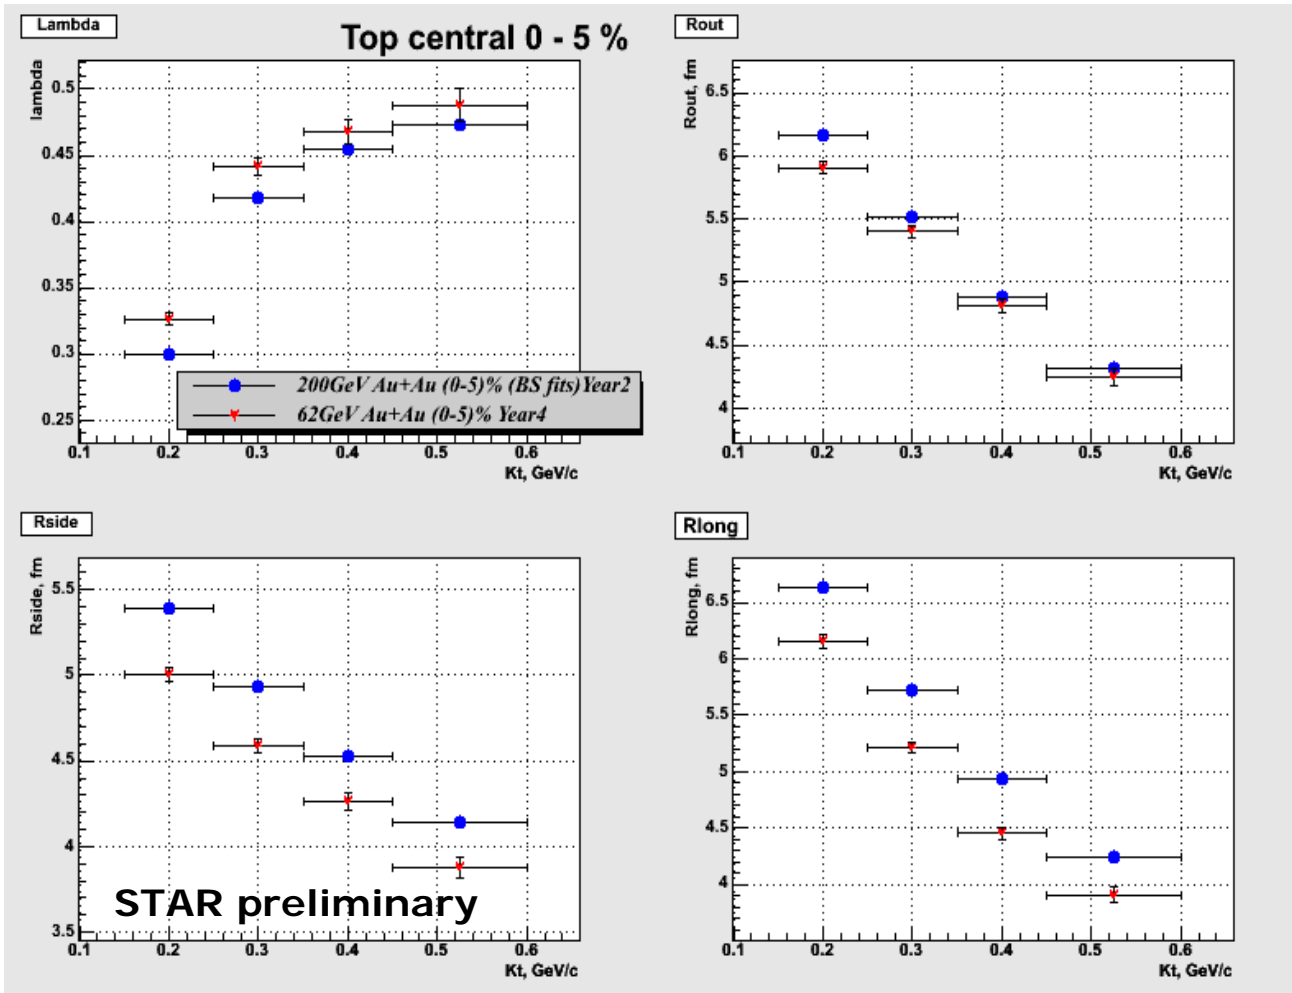 Lambda
Top central 0 - 5 %
lambda
0.5
0.45
0.4
0.35
0.3
0.25
0.1 0.2 0.3 0.4 0.5
Kt, GeV/c
200GeV Au+Au (0-5)% (BS fits)Year2
62GeV Au+Au (0-5)% Year4
Rout
Rout, fm
6.5
6
5.5
5
4.5
4
0.1 0.2 0.3 0.4 0.5 0.6
Kt, GeV/c
Rside
Rside, fm
5.5
5
4.5
4
3.5
STAR preliminary
0.1 0.2 0.3 0.4 0.5 0.6
Kt, GeV/c
Rlong
Rlong, fm
6.5
6
5.5
5
4.5
4
0.1 0.2 0.3 0.4 0.5 0.6
Kt, GeV/c